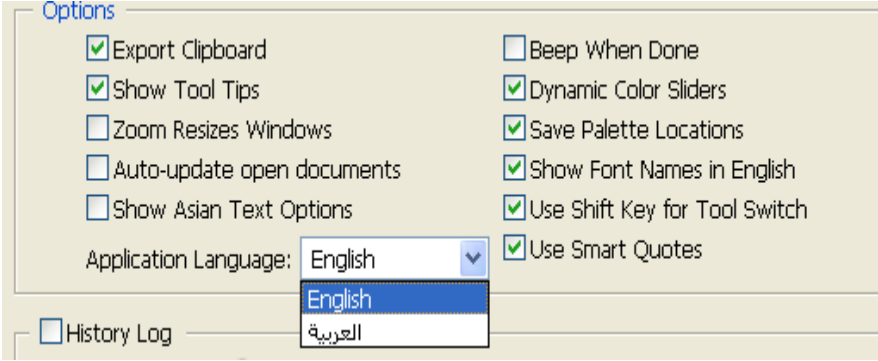 Options
Export Clipboard
Show Tool Tips
Zoom Resizes Windows
Auto-update open documents
Show Asian Text Options
Beep When Done
Dynamic Color Sliders
Save Palette Locations
Show Font Names in English
Use Shift Key for Tool Switch
Use Smart Quotes
Application Language: English
English
العربية
History Log